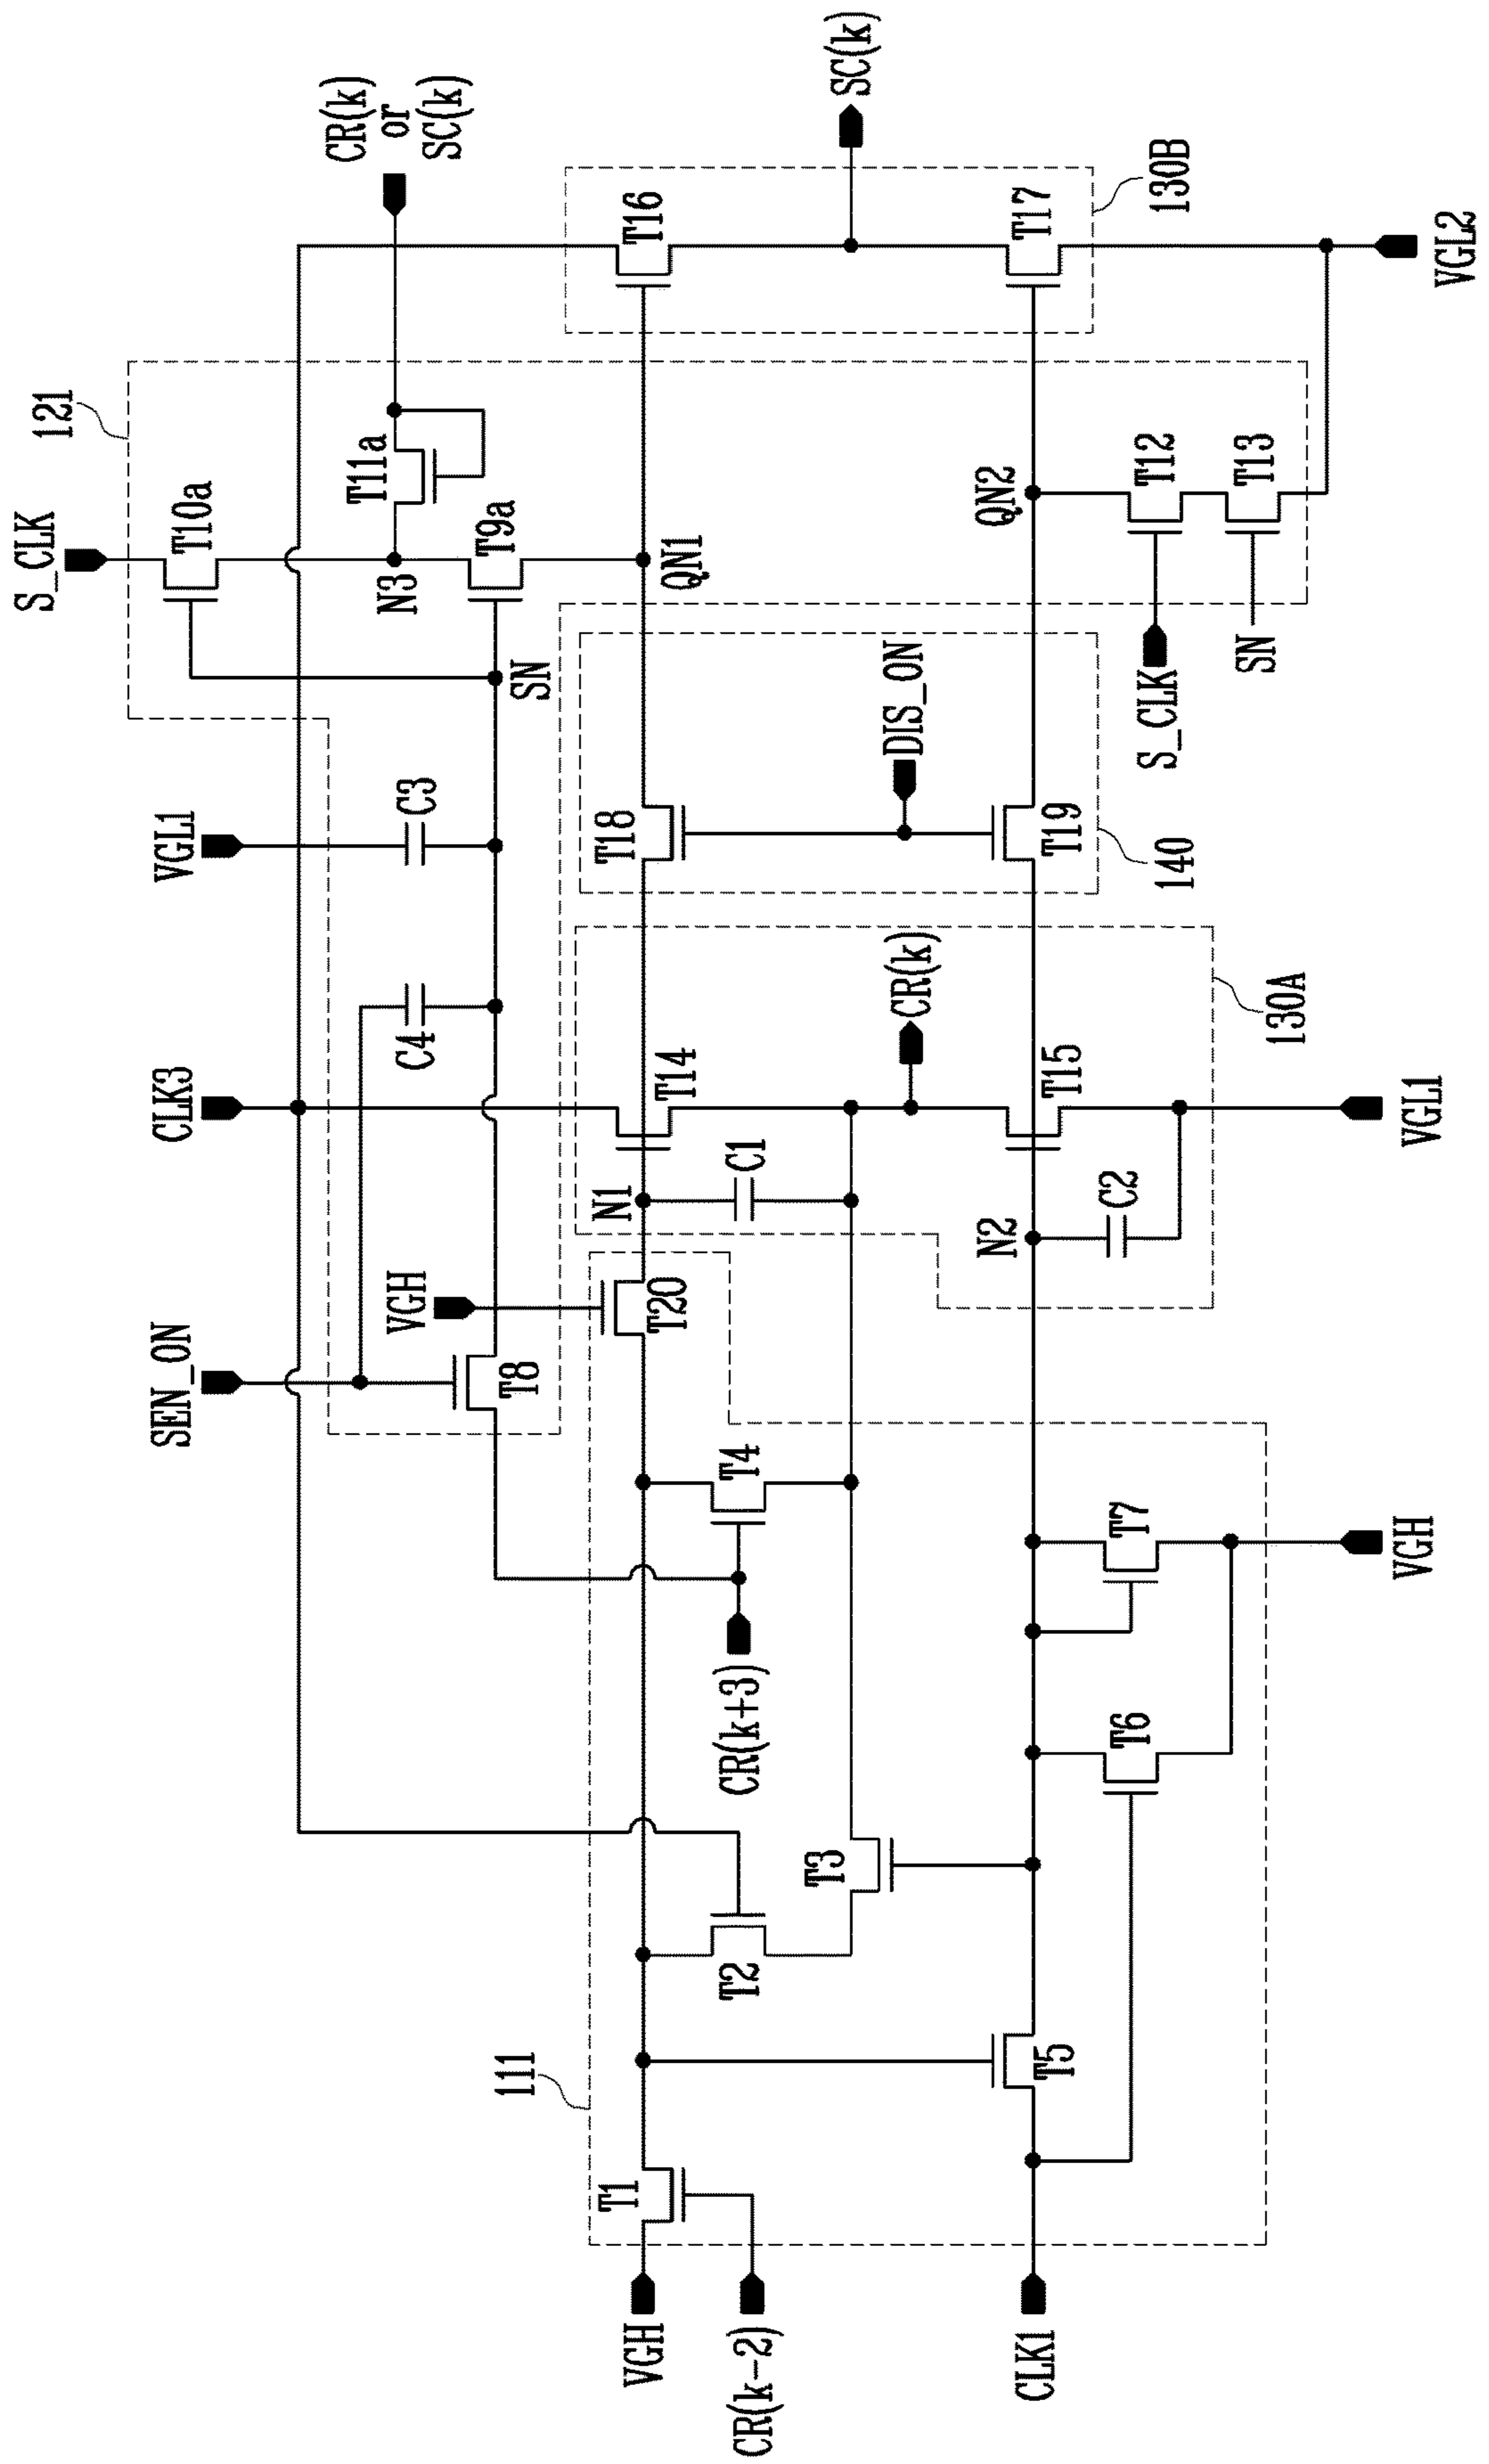 S_CLK
121
SEN_ON
CLK3
VGL1
T10a
CR(k)
or
SC(k)
T11a
N3
VGH
C4
C3
T9a
111
T8
SN
T1
N1
T18
VGH
T16
T20
T14
QN1
CR(k-2)
T2
CR(k+3)
T4
C1
T3
SC(k)
CR(k)
DIS_ON
N2
QN2
CLK1
T5
T15
T19
T17
C2
T6
T7
S_CLK
T12
140
130B
SN
T13
130A
VGH
VGL1
VGL2